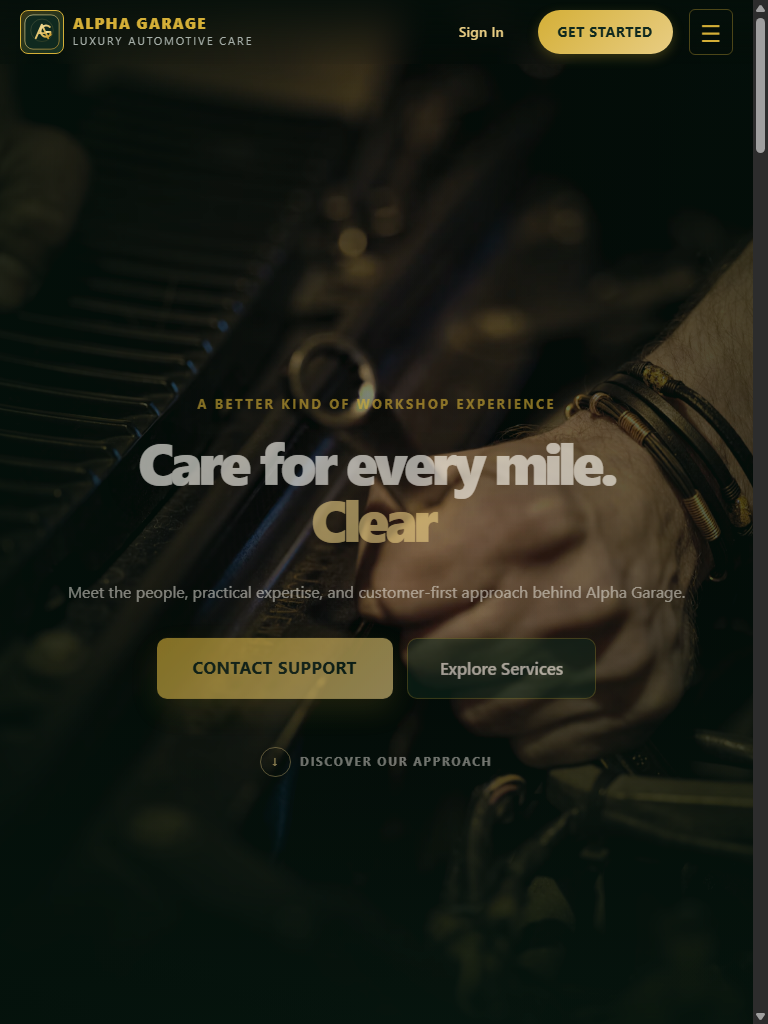 ALPHA GARAGE
LUXURY AUTOMOTIVE CARE
Sign In
GET STARTED
A BETTER KIND OF WORKSHOP EXPERIENCE
Care for every mile.
Clear
Meet the people, practical expertise, and customer-first approach behind Alpha Garage.
CONTACT SUPPORT
Explore Services
↓ DISCOVER OUR APPROACH